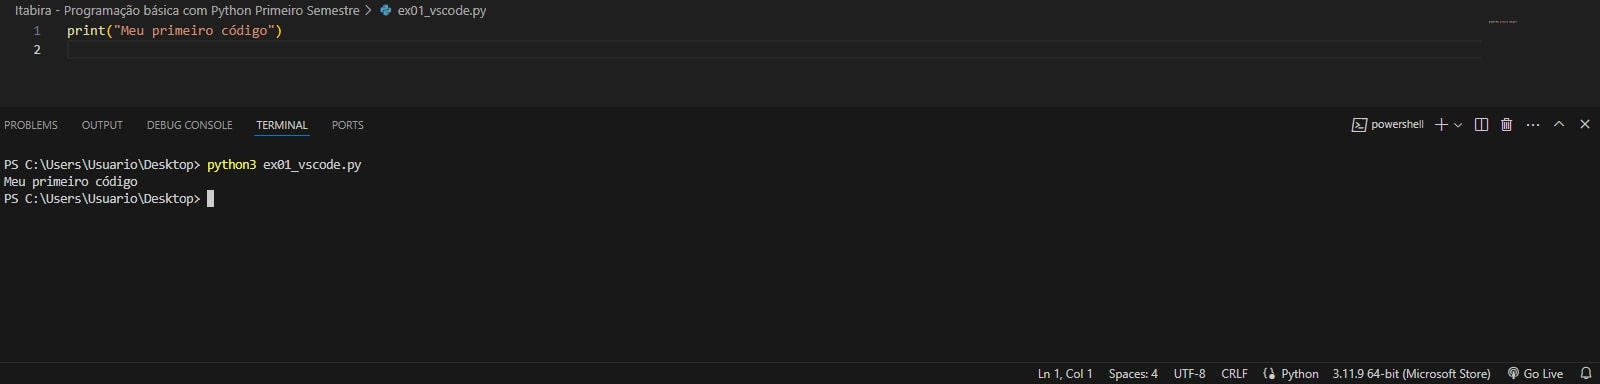 Itabira - Programação básica com Python Primeiro Semestre > ex01_vscode.py
1 print("Meu primeiro código")
2
PROBLEMS OUTPUT DEBUG CONSOLE TERMINAL PORTS powershell
PS C:\Users\Usuario\Desktop> python3 ex01_vscode.py
Meu primeiro código
PS C:\Users\Usuario\Desktop>
Ln 1, Col 1 Spaces: 4 UTF-8 CRLF Python 3.11.9 64-bit (Microsoft Store) Go Live